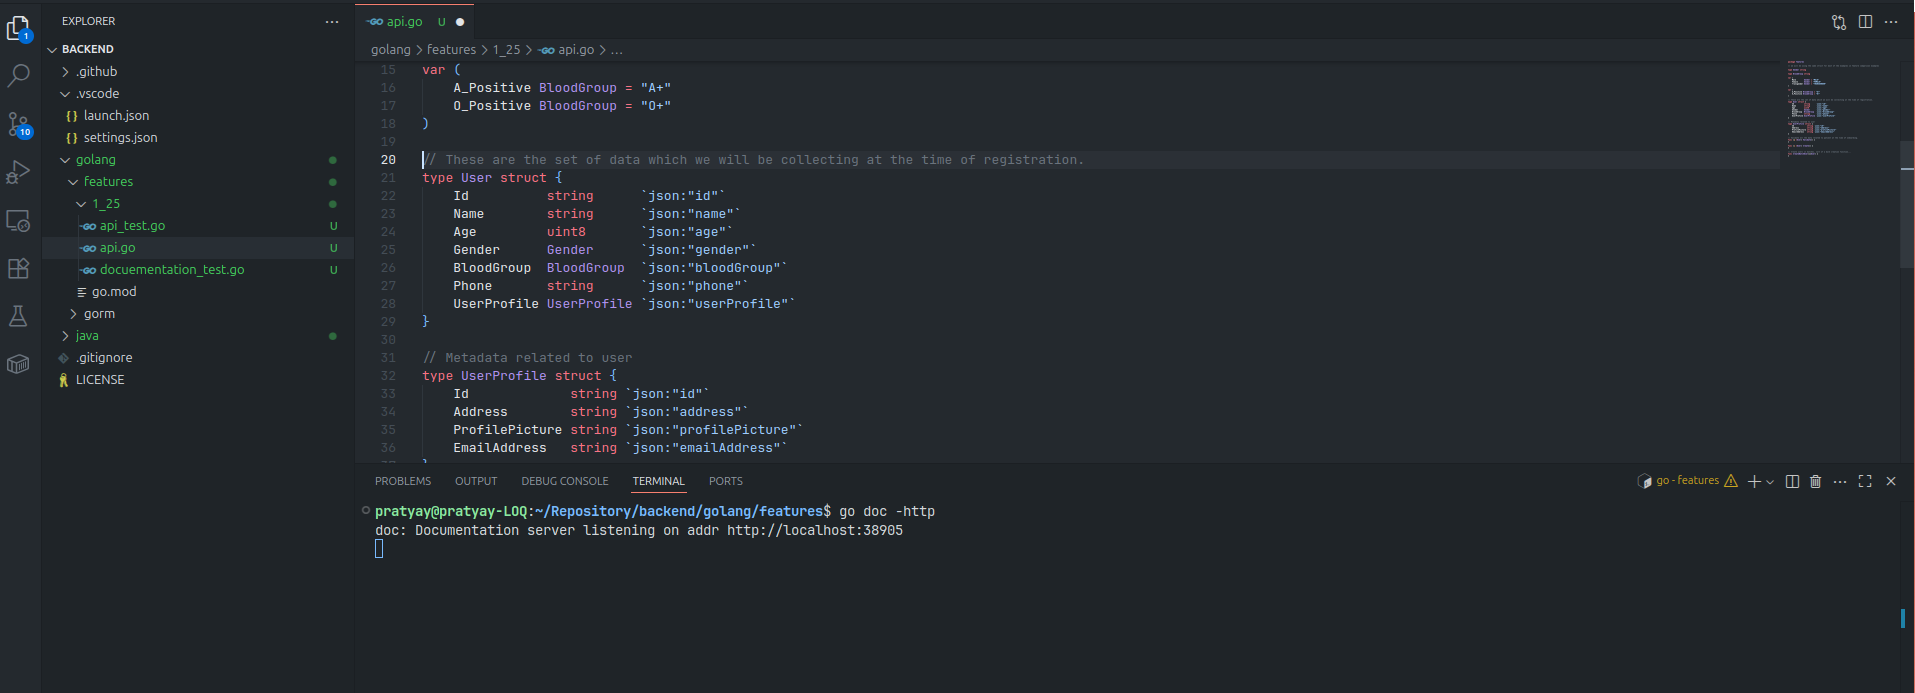 EXPLORER
BACKEND
.github
.vscode
{} launch.json
{} settings.json
golang
features
1_25
api_test.go U
api.go U
docuementation_test.go U
go.mod
gorm
java
.gitignore
LICENSE
1
10
api.go U
golang > features > 1_25 > api.go > ...
15 var (
16 A_Positive BloodGroup = "A+"
17 O_Positive BloodGroup = "O+"
18 )
19
20 // These are the set of data which we will be collecting at the time of registration.
21 type User struct {
22 Id string `json:"id"`
23 Name string `json:"name"`
24 Age uint8 `json:"age"`
25 Gender Gender `json:"gender"`
26 BloodGroup BloodGroup `json:"bloodGroup"`
27 Phone string `json:"phone"`
28 UserProfile UserProfile `json:"userProfile"`
29 }
30
31 // Metadata related to user
32 type UserProfile struct {
33 Id string `json:"id"`
34 Address string `json:"address"`
35 ProfilePicture string `json:"profilePicture"`
36 EmailAddress string `json:"emailAddress"`
PROBLEMS OUTPUT DEBUG CONSOLE TERMINAL PORTS
go - features
pratyay@pratyay-LOQ:~/Repository/backend/golang/features$ go doc -http
doc: Documentation server listening on addr http://localhost:38905